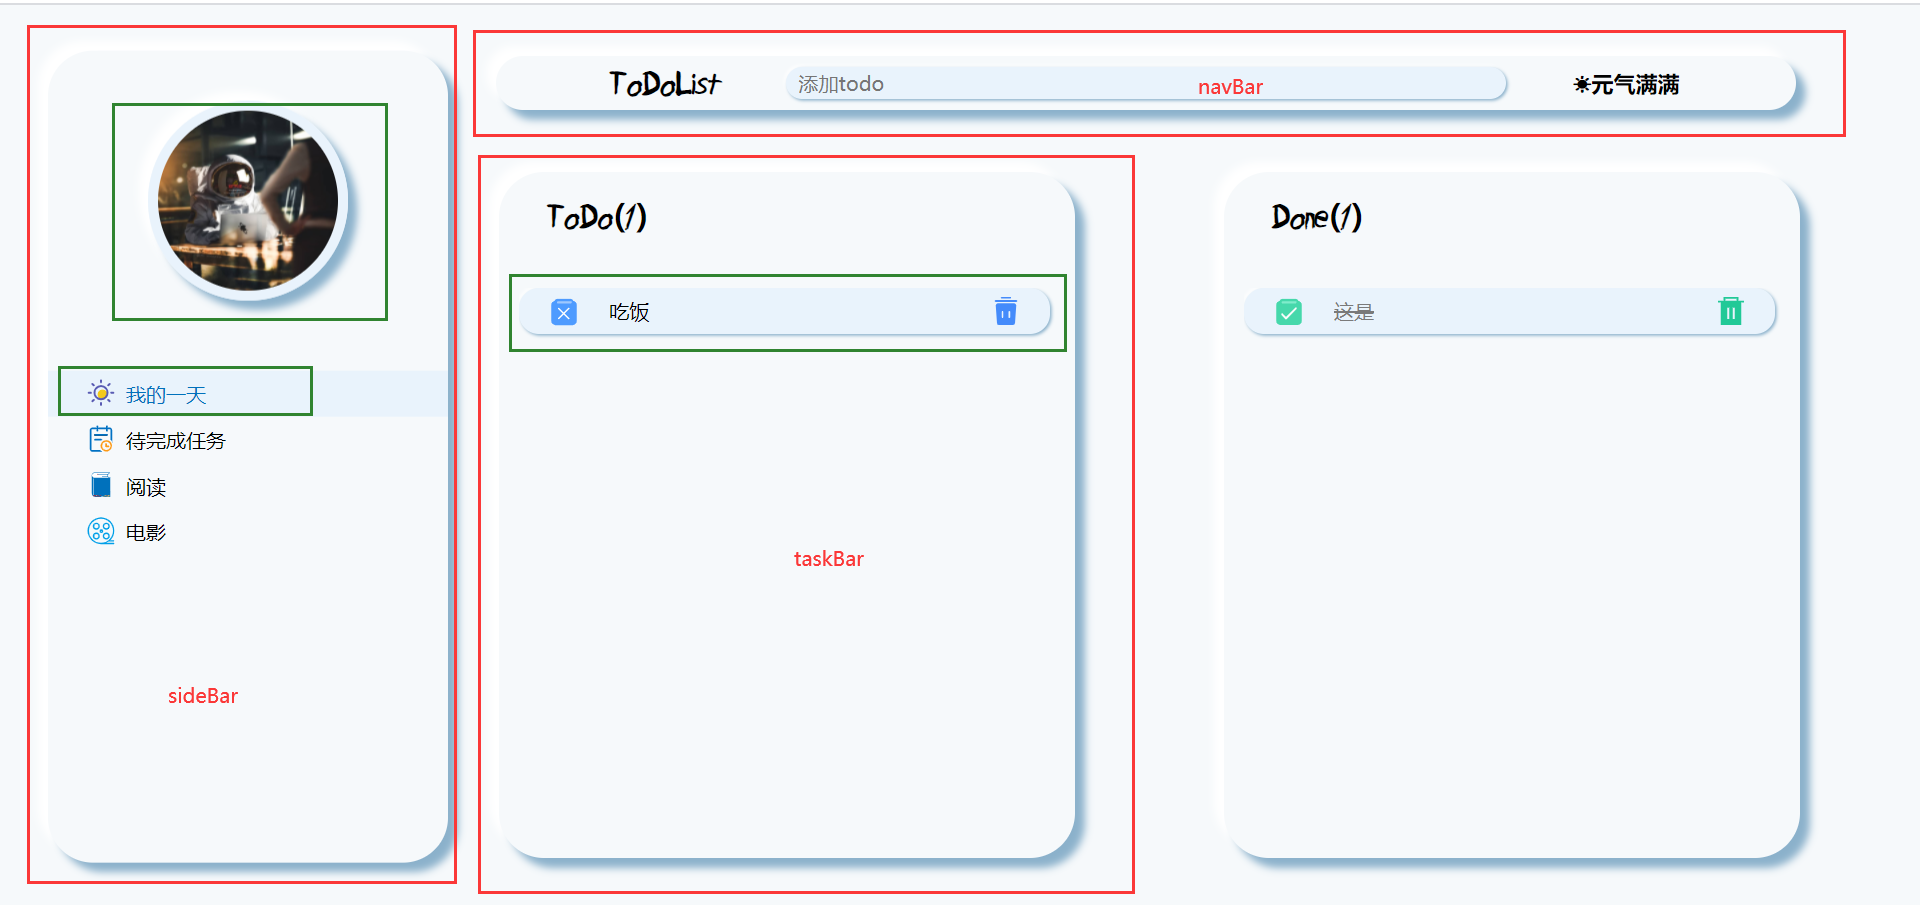 ToDoList
添加todo
navBar
☀元气满满
我的一天
待完成任务
阅读
电影
sideBar
ToDo(1)
吃饭
taskBar
Done(1)
这是